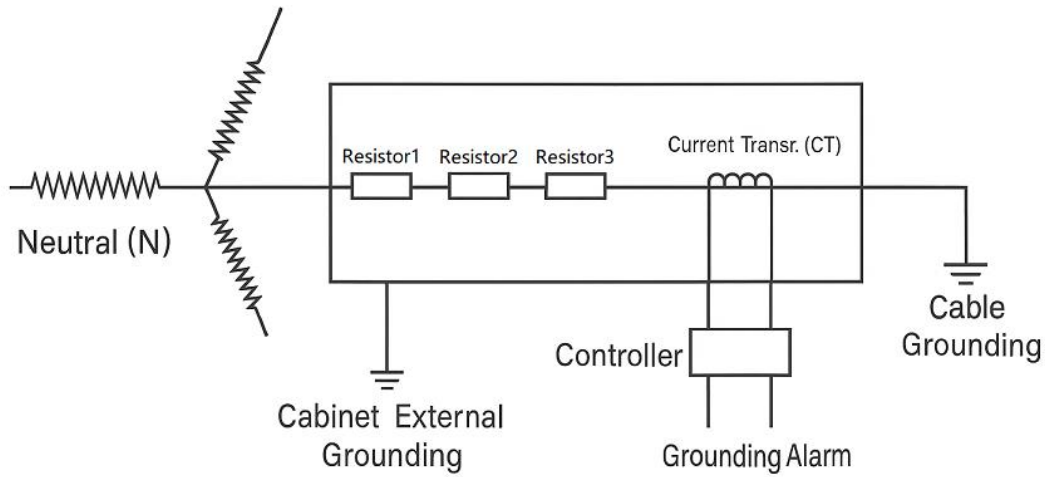 Resistor1 Resistor2 Resistor3
Current Transr. (CT)
Neutral (N)
Cable
Grounding
Controller
Cabinet External
Grounding
Grounding Alarm